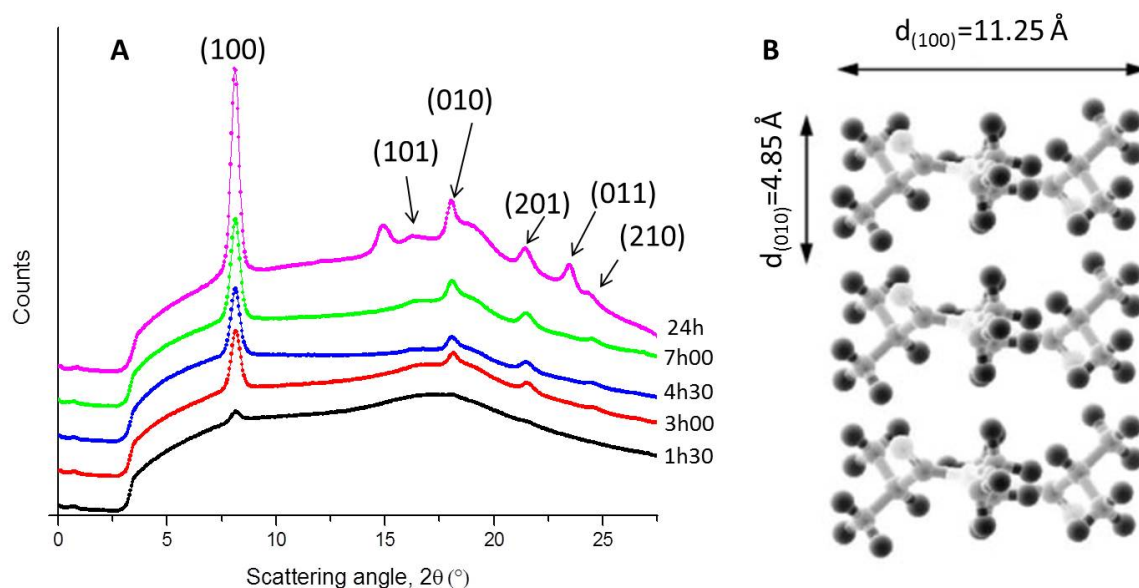 A
(100)
(101)
(010)
(201)
(011)
(210)
24h
7h00
4h30
3h00
1h30
Counts
0 5 10 15 20 25
Scattering angle, 2θ (°)
B
d(100)=11.25 Å
d(010)=4.85 Å